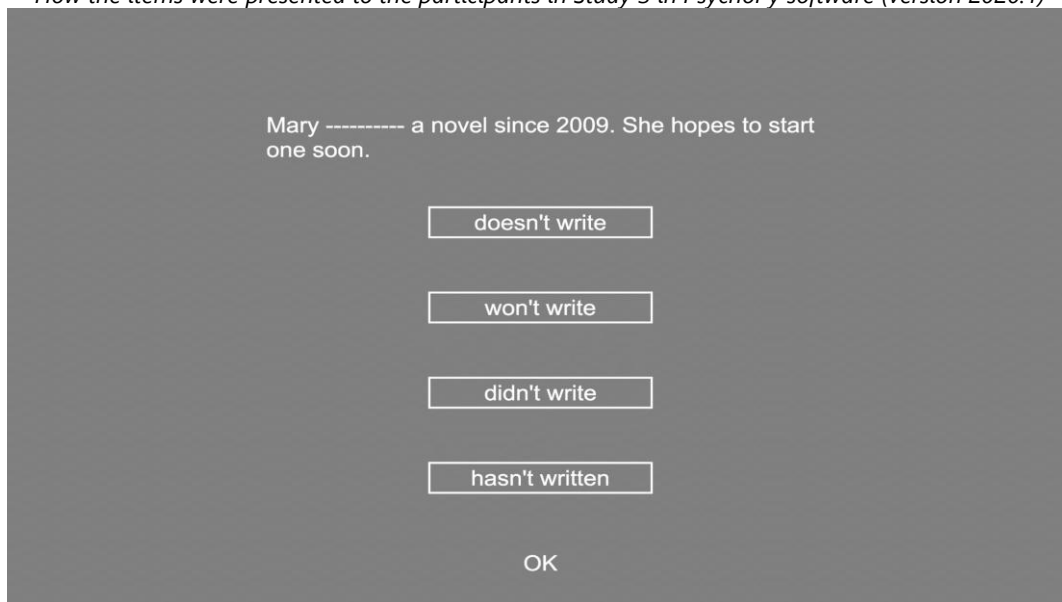 How the items were presented to the participants in Study 3 in PsychoPy software (version 2020.1)
Mary ---------- a novel since 2009. She hopes to start
one soon.
doesn't write
won't write
didn't write
hasn't written
OK